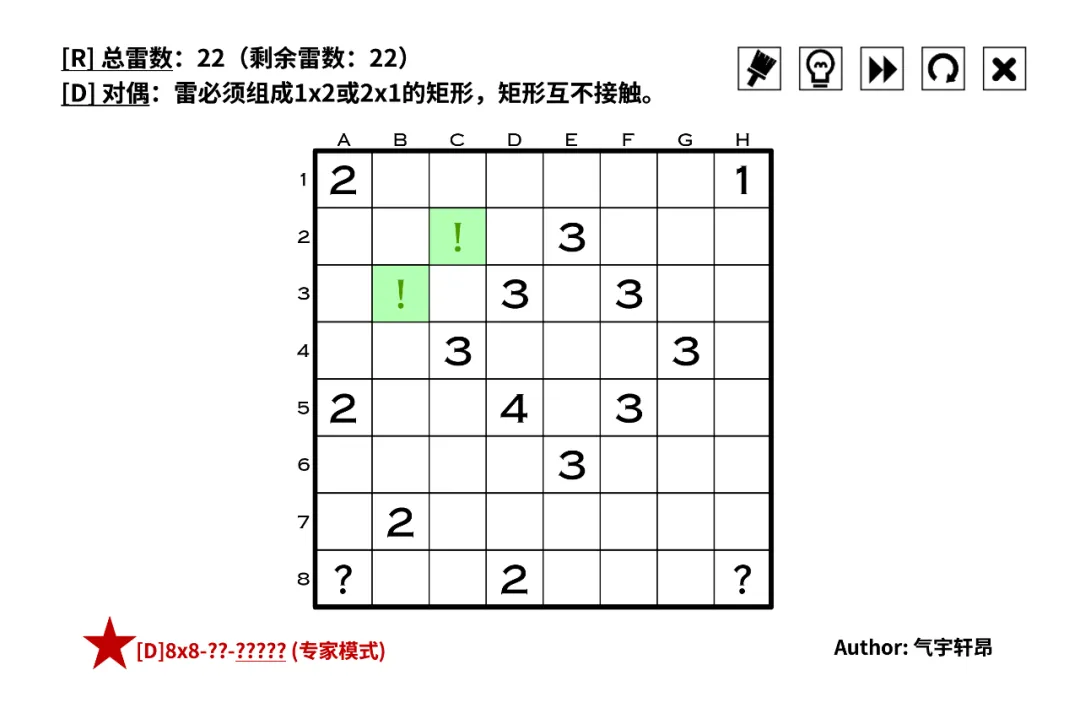 [R] 总雷数：22（剩余雷数：22）
[D] 对偶：雷必须组成1x2或2x1的矩形，矩形互不接触。
A B C D E F G H
1 2 1
2 ! 3
3 ! 3 3
4 3 3
5 2 4 3
6 3
7 2
8 ? 2 ?
[D]8x8-??-????? (专家模式)
Author: 气宇轩昂